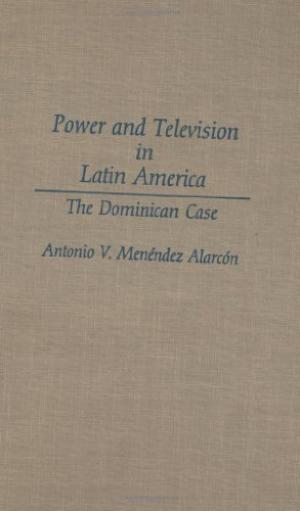 Power and Television
in
Latin America
The Dominican Case
Antonio V. Menéndez Alarcón